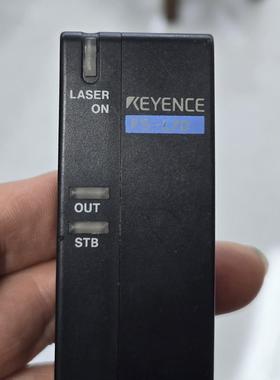 LASER
ON
KEYENCE
OUT
STB